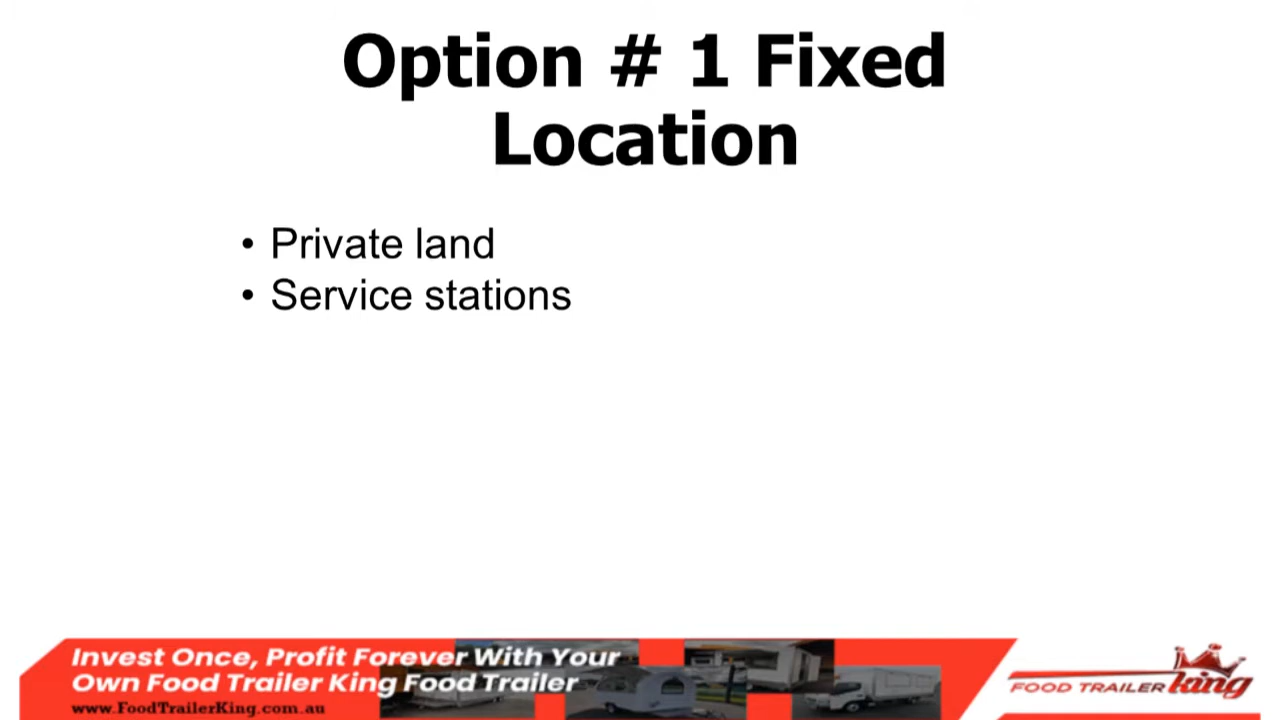 Option # 1 Fixed
Location
• Private land
• Service stations
Invest Once, Profit Forever With Your
Own Food Trailer King Food Trailer
www.FoodTrailerKing.com.au
FOOD TRAILER king